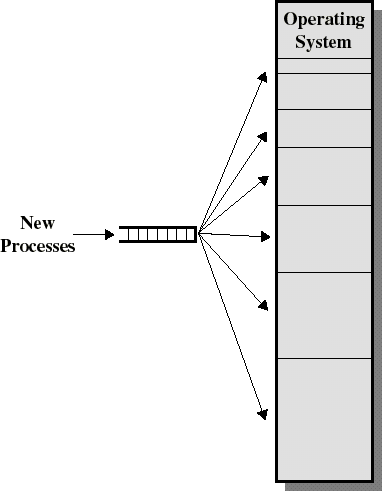 Operating
System
New
Processes